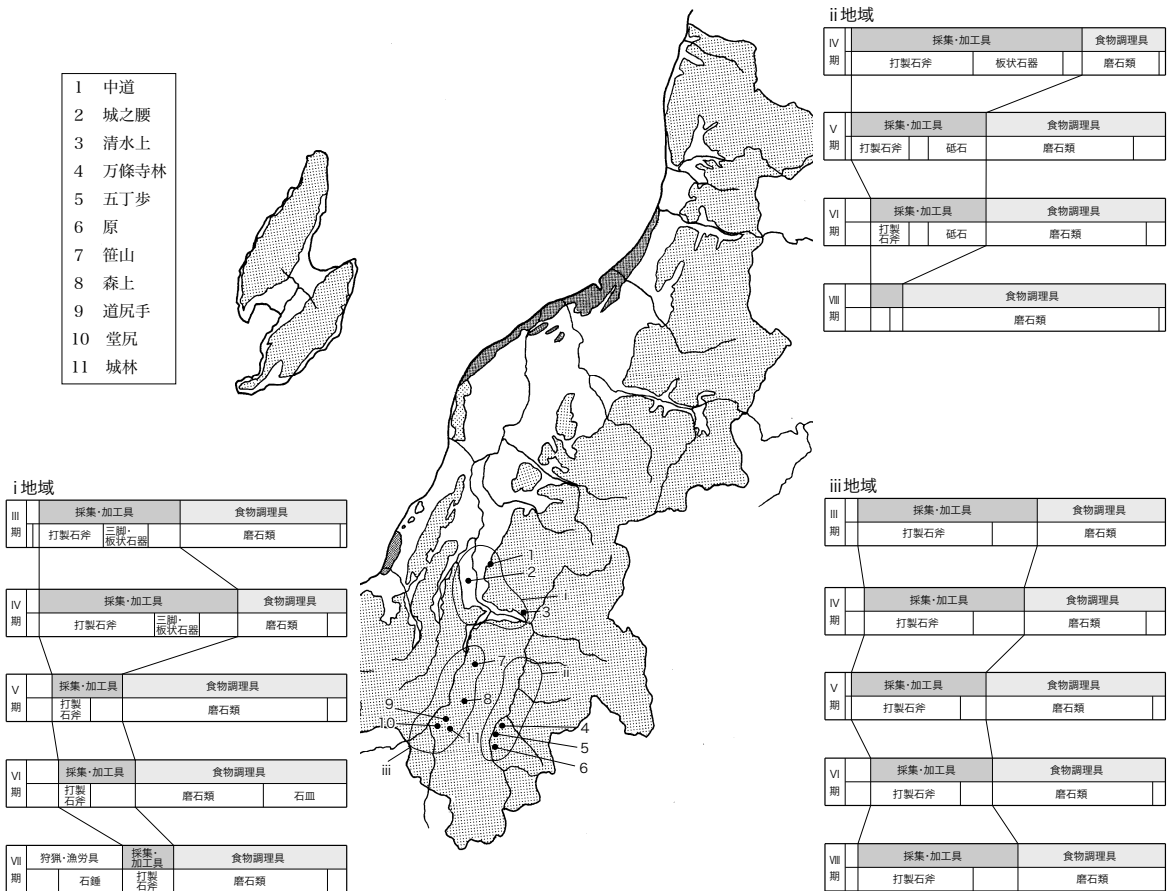 1 中道
2 城之腰
3 清水上
4 万條寺林
5 五丁歩
6 原
7 笹山
8 森上
9 道尻手
10 堂尻
11 城林
ii地域
IV期 採集・加工具 食物調理具
打製石斧 板状石器 磨石類
V期 採集・加工具 食物調理具
打製石斧 砥石 磨石類
VI期 採集・加工具 食物調理具
打製石斧 砥石 磨石類
VIII期 食物調理具
磨石類
i地域
III期 採集・加工具 食物調理具
打製石斧 三脚・板状石器 磨石類
IV期 採集・加工具 食物調理具
打製石斧 三脚・板状石器 磨石類
V期 採集・加工具 食物調理具
打製石斧 磨石類
VI期 採集・加工具 食物調理具
打製石斧 磨石類 石皿
VII期 狩猟・漁労具 採集・加工具 食物調理具
石錘 打製石斧 磨石類
1
2
i
3
7
ii
8
9
10
11
4
5
6
iii
iii地域
III期 採集・加工具 食物調理具
打製石斧 磨石類
IV期 採集・加工具 食物調理具
打製石斧 磨石類
V期 採集・加工具 食物調理具
打製石斧 磨石類
VI期 採集・加工具 食物調理具
打製石斧 磨石類
VIII期 採集・加工具 食物調理具
打製石斧 磨石類